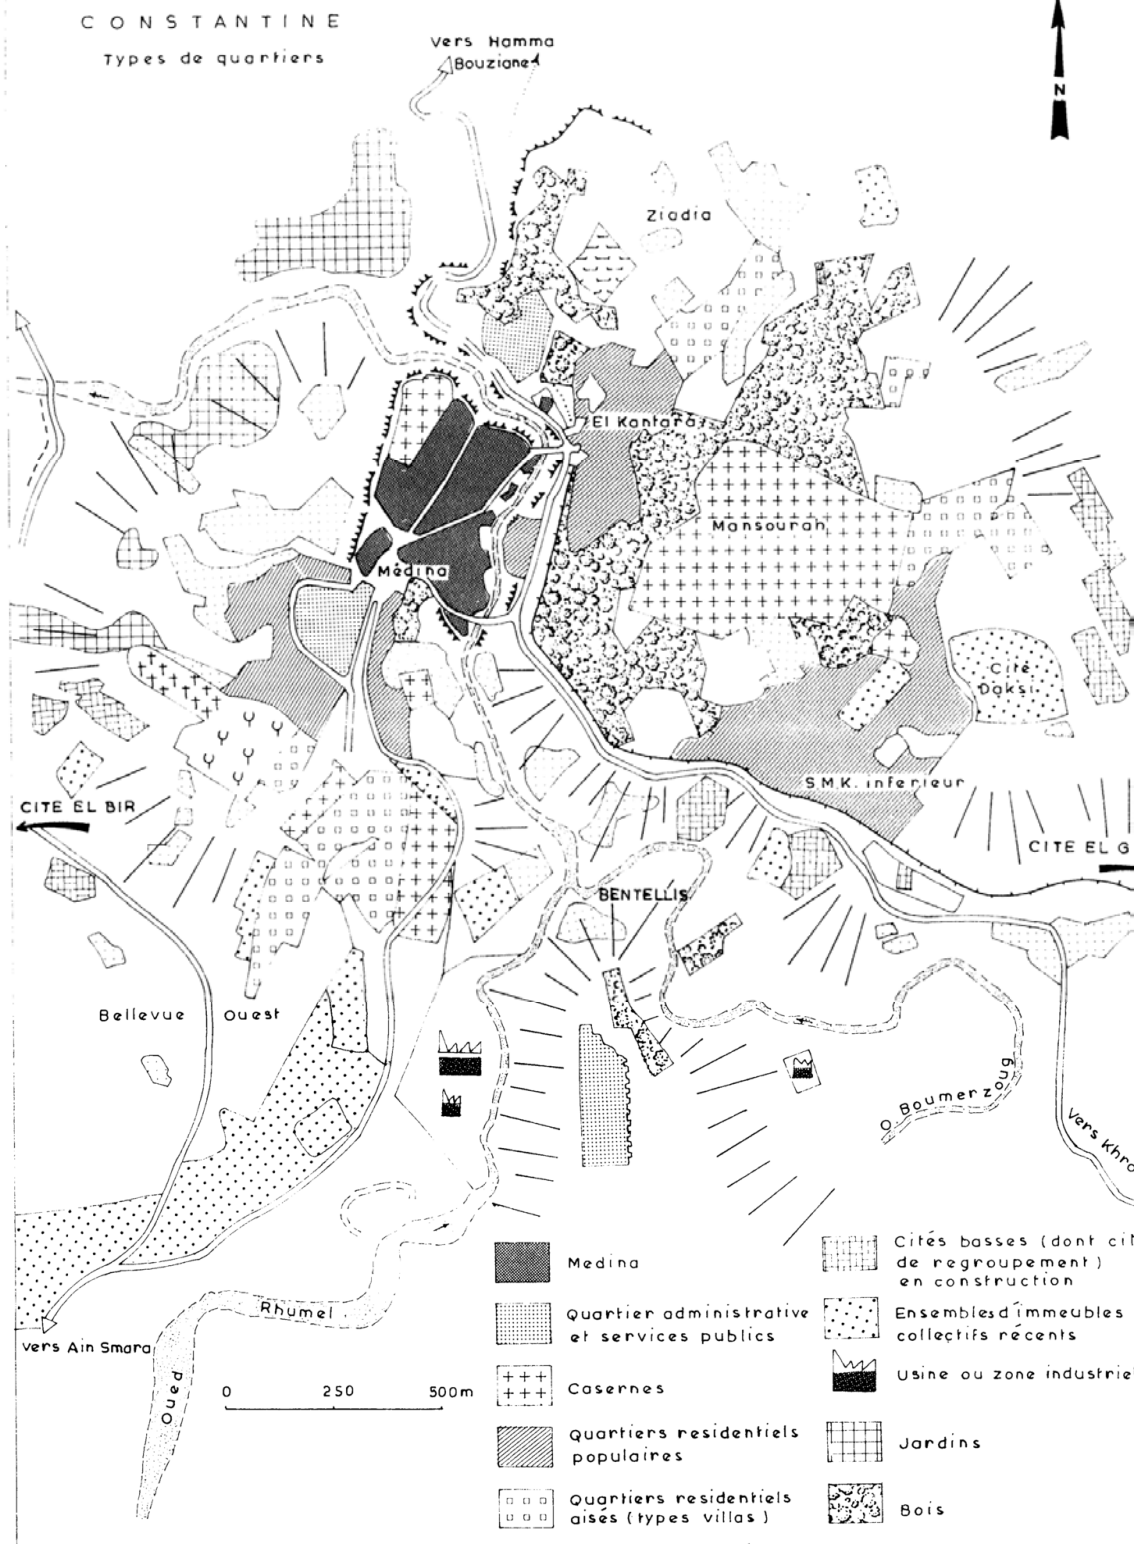 CONSTANTINE
Types de quartiers
Vers Hamma
Bouziane
N
Ziadia
El Kantara
Mansourah
Médina
Cité
Daksi
S.M.K. inferieur
CITE EL BIR
CITE EL G
BENTELLIS
Bellevue Ouest
O. Boumerzoug
Vers Khro
Vers Ain Smara
Oued Rhumel
0 250 500m
Medina
Quartier administrative
et services publics
Casernes
Quartiers residentiels
populaires
Quartiers residentiels
aisés (types villas)
Cités basses (dont cit
de regroupement)
en construction
Ensembles d'immeubles
collectifs récents
Usine ou zone industriel
Jardins
Bois